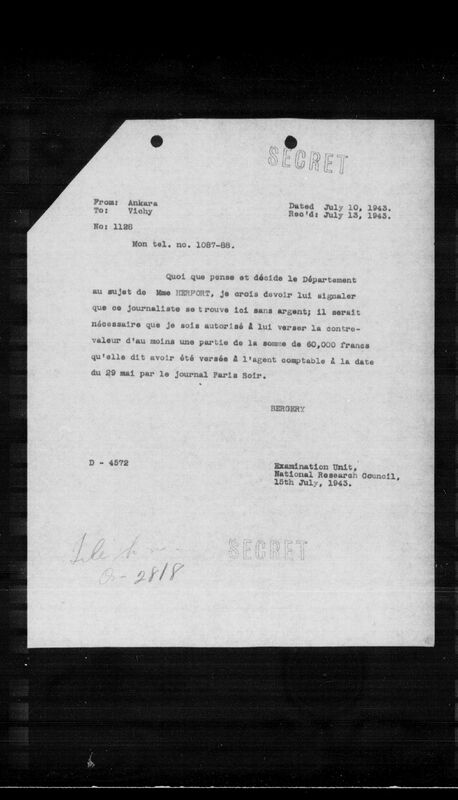 SECRET
From: Ankara
To: Vichy
Dated July 10, 1943.
Rec'd: July 13, 1943.
No: 1128
Mon tel. no. 1087-88.
Quoi que pense et décide le Département
au sujet de Mme HERFORT, je crois devoir lui signaler
que ce journaliste se trouve ici sans argent; il serait
nécessaire que je sois autorisé à lui verser la contre-
valeur d'au moins une partie de la somme de 60,000 francs
qu'elle dit avoir été versée à l'agent comptable à la date
du 29 mai par le journal Paris Soir.
BERGERY
D - 4572
Examination Unit,
National Research Council,
15th July, 1943.
SECRET
2818